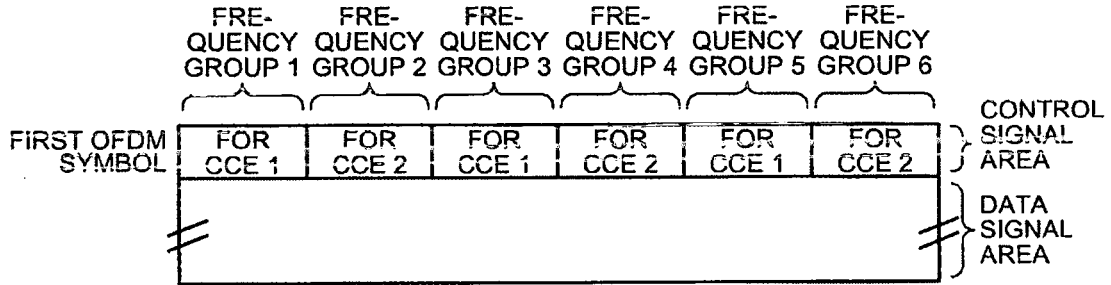 FRE-
QUENCY
GROUP 1
FRE-
QUENCY
GROUP 2
FRE-
QUENCY
GROUP 3
FRE-
QUENCY
GROUP 4
FRE-
QUENCY
GROUP 5
FRE-
QUENCY
GROUP 6
FIRST OFDM
SYMBOL
FOR
CCE 1
FOR
CCE 2
FOR
CCE 1
FOR
CCE 2
FOR
CCE 1
FOR
CCE 2
CONTROL
SIGNAL
AREA
DATA
SIGNAL
AREA